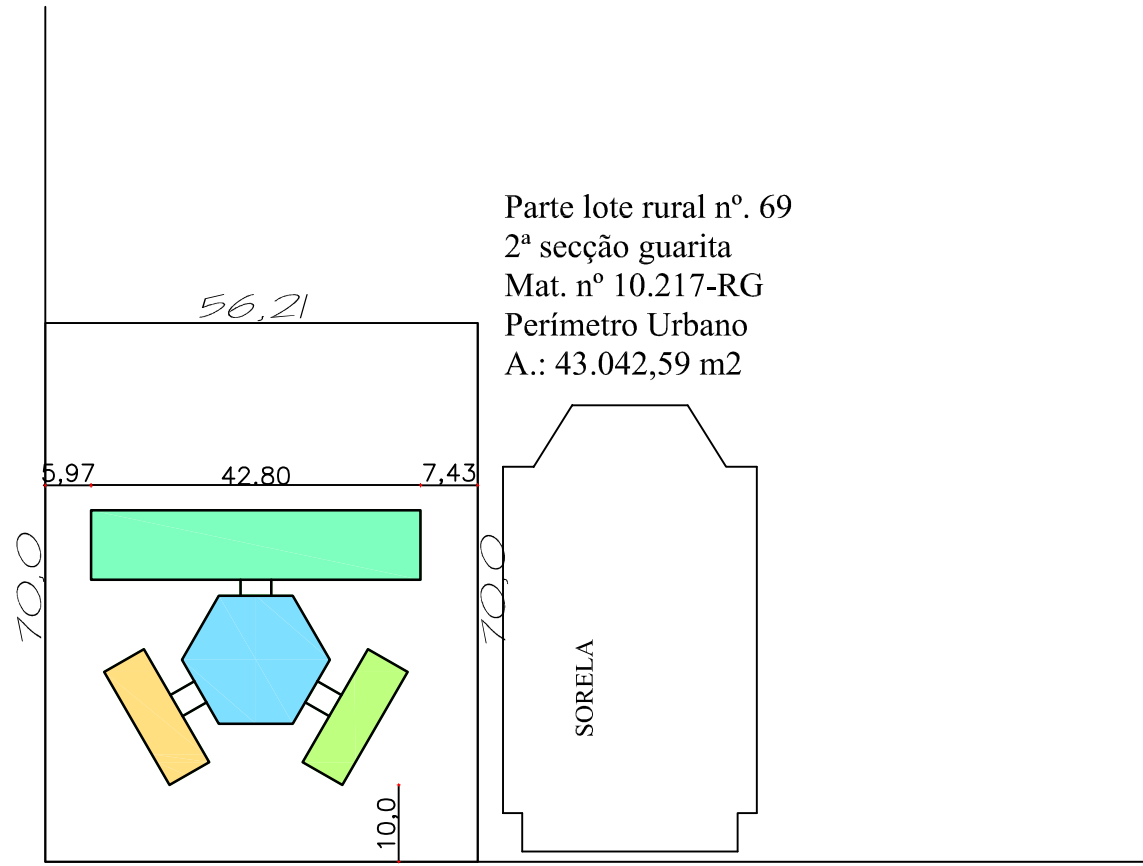 Parte lote rural nº. 69
2ª secção guarita
Mat. nº 10.217-RG
Perímetro Urbano
A.: 43.042,59 m2
56,21
5,97
42.80
7,43
70,0
70,0
SORELA
10,0